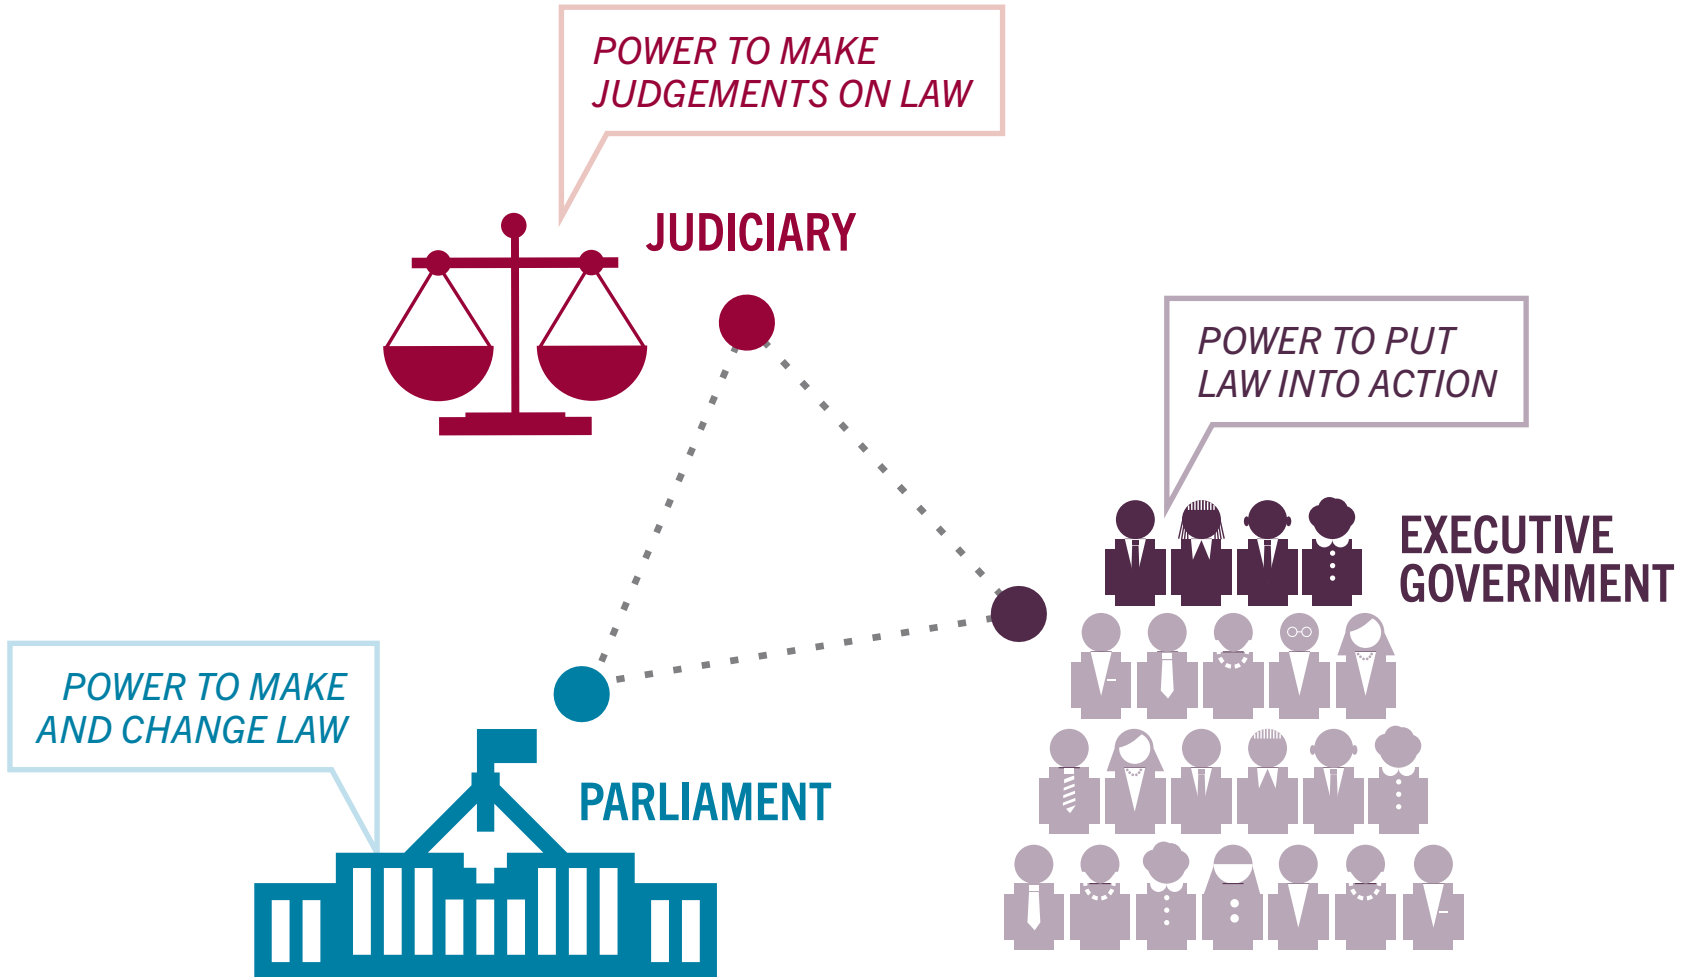 POWER TO MAKE
JUDGEMENTS ON LAW
JUDICIARY
POWER TO PUT
LAW INTO ACTION
EXECUTIVE
GOVERNMENT
POWER TO MAKE
AND CHANGE LAW
PARLIAMENT